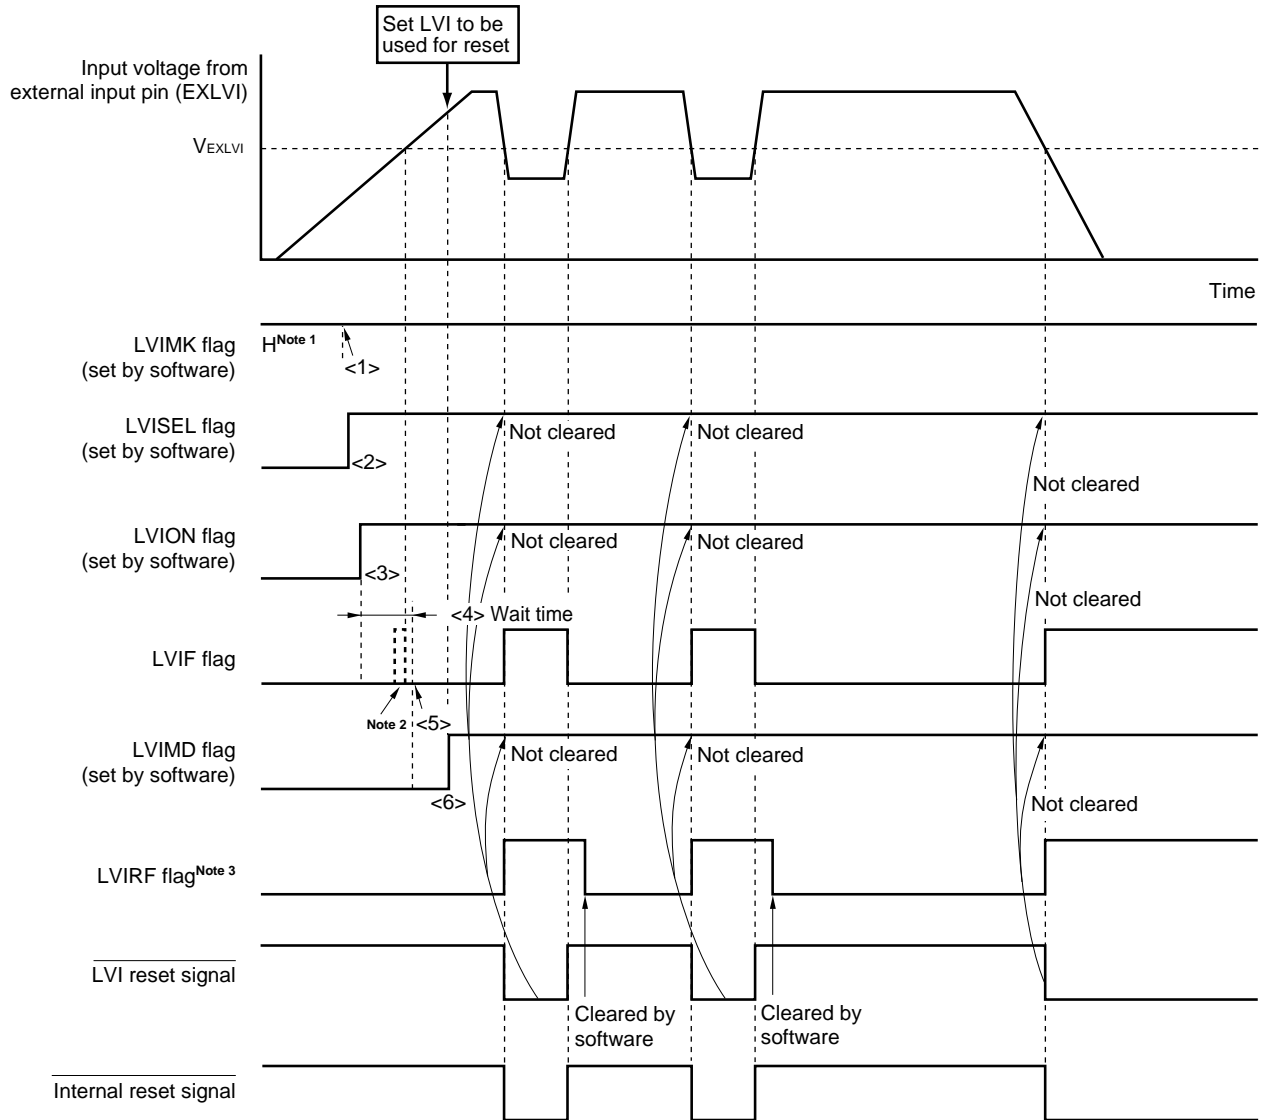 Set LVI to be
used for reset
Input voltage from
external input pin (EXLVI)
VEXLVI
Time
LVIMK flag
(set by software)
HNote 1
<1>
LVISEL flag
(set by software)
<2>
Not cleared
Not cleared
Not cleared
LVION flag
(set by software)
<3>
Not cleared
Not cleared
Not cleared
<4> Wait time
LVIF flag
Note 2
<5>
LVIMD flag
(set by software)
<6>
Not cleared
Not cleared
Not cleared
LVIRF flagNote 3
LVI reset signal
Cleared by
software
Cleared by
software
Internal reset signal